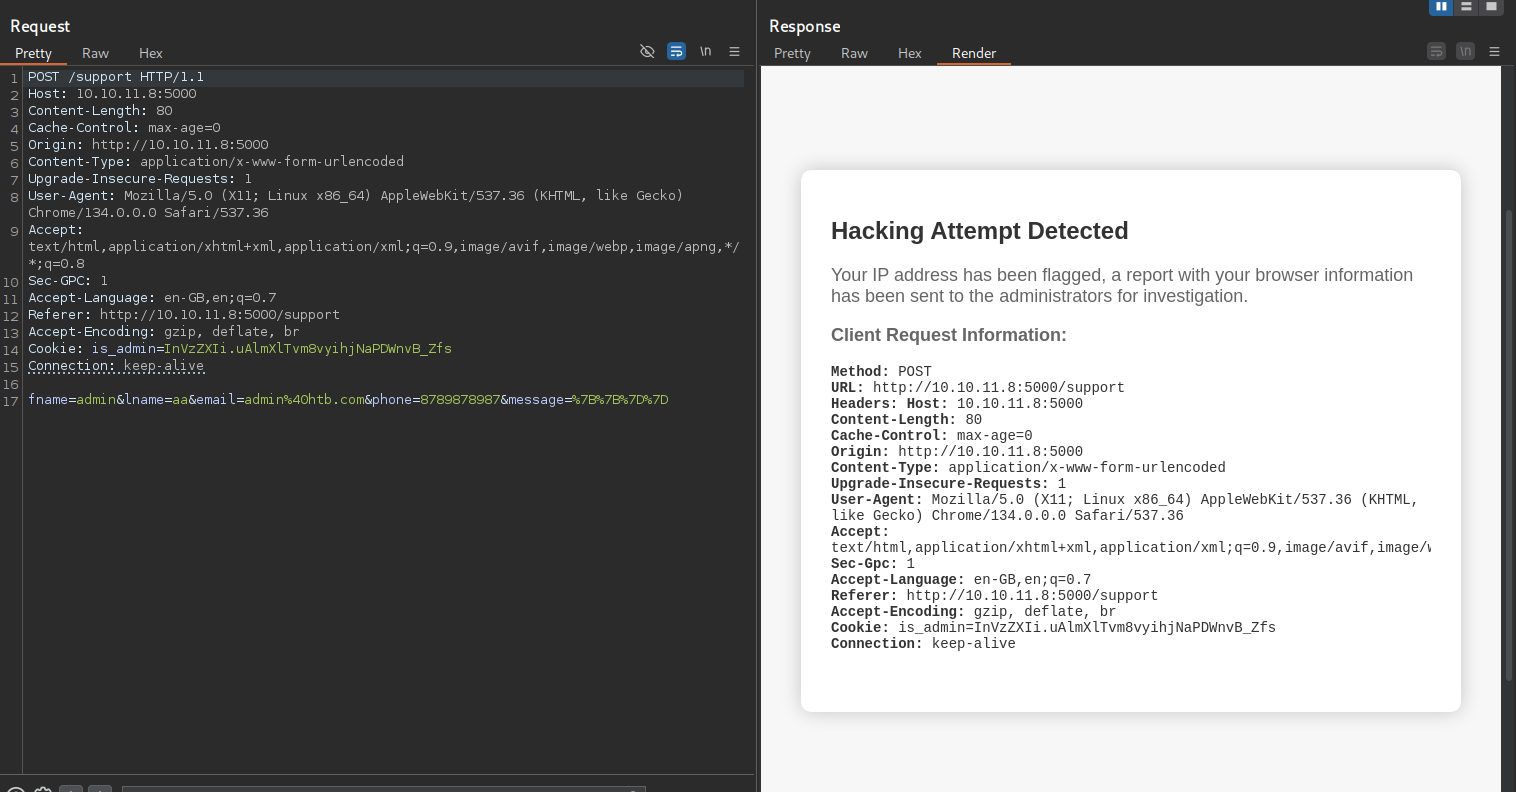 Request
Pretty Raw Hex
\n
1 POST /support HTTP/1.1
2 Host: 10.10.11.8:5000
3 Content-Length: 80
4 Cache-Control: max-age=0
5 Origin: http://10.10.11.8:5000
6 Content-Type: application/x-www-form-urlencoded
7 Upgrade-Insecure-Requests: 1
8 User-Agent: Mozilla/5.0 (X11; Linux x86_64) AppleWebKit/537.36 (KHTML, like Gecko)
Chrome/134.0.0.0 Safari/537.36
9 Accept:
text/html,application/xhtml+xml,application/xml;q=0.9,image/avif,image/webp,image/apng,*/
*;q=0.8
10 Sec-GPC: 1
11 Accept-Language: en-GB,en;q=0.7
12 Referer: http://10.10.11.8:5000/support
13 Accept-Encoding: gzip, deflate, br
14 Cookie: is_admin=InVzZXIi.uAlmXlTvm8vyihjNaPDWnvB_Zfs
15 Connection: keep-alive
16
17 fname=admin&lname=aa&email=admin%40htb.com&phone=8789878987&message=%7B%7B%7D%7D
Response
Pretty Raw Hex Render
\n
Hacking Attempt Detected
Your IP address has been flagged, a report with your browser information
has been sent to the administrators for investigation.
Client Request Information:
Method: POST
URL: http://10.10.11.8:5000/support
Headers: Host: 10.10.11.8:5000
Content-Length: 80
Cache-Control: max-age=0
Origin: http://10.10.11.8:5000
Content-Type: application/x-www-form-urlencoded
Upgrade-Insecure-Requests: 1
User-Agent: Mozilla/5.0 (X11; Linux x86_64) AppleWebKit/537.36 (KHTML,
like Gecko) Chrome/134.0.0.0 Safari/537.36
Accept:
text/html,application/xhtml+xml,application/xml;q=0.9,image/avif,image/
Sec-Gpc: 1
Accept-Language: en-GB,en;q=0.7
Referer: http://10.10.11.8:5000/support
Accept-Encoding: gzip, deflate, br
Cookie: is_admin=InVzZXIi.uAlmXlTvm8vyihjNaPDWnvB_Zfs
Connection: keep-alive